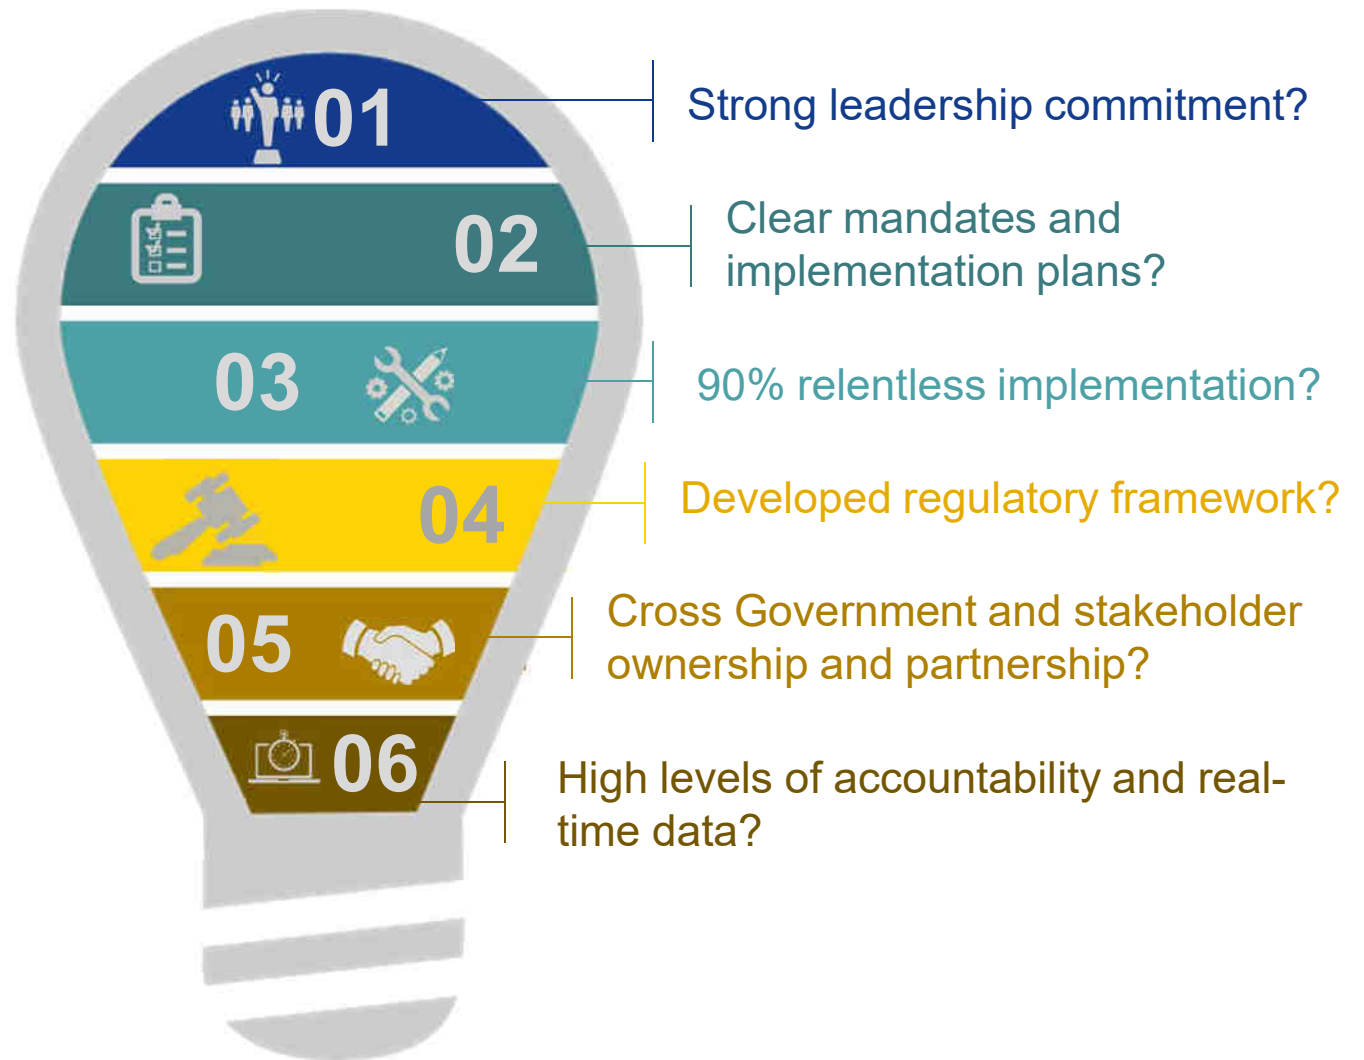 01
Strong leadership commitment?
02
Clear mandates and
implementation plans?
03
90% relentless implementation?
04
Developed regulatory framework?
05
Cross Government and stakeholder
ownership and partnership?
06
High levels of accountability and real-
time data?